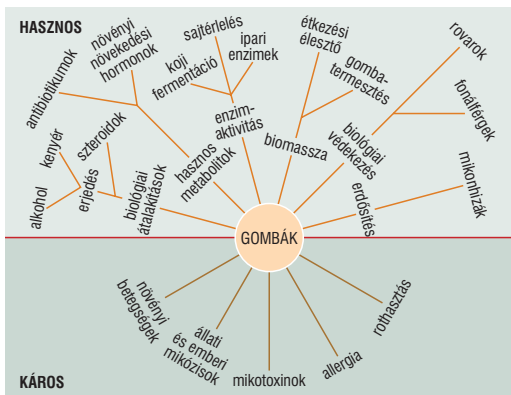 HASZNOS
antibiotikumok
növényi
növekedési
hormonok
sajtérlelés
koji
fermentáció
ipari
enzimek
étkezési
élesztő
gomba-
termesztés
rovarok
fonálférgek
kenyér
alkohol
erjedés
szteroidok
biológiai
átalakítások
hasznos
metabolitok
enzim-
aktivitás
biomassza
biológiai
védekezés
erdősítés
mikonhizák
GOMBÁK
növényi
betegségek
állati
és emberi
mikózisok
mikotoxinok
allergia
rothasztás
KÁROS